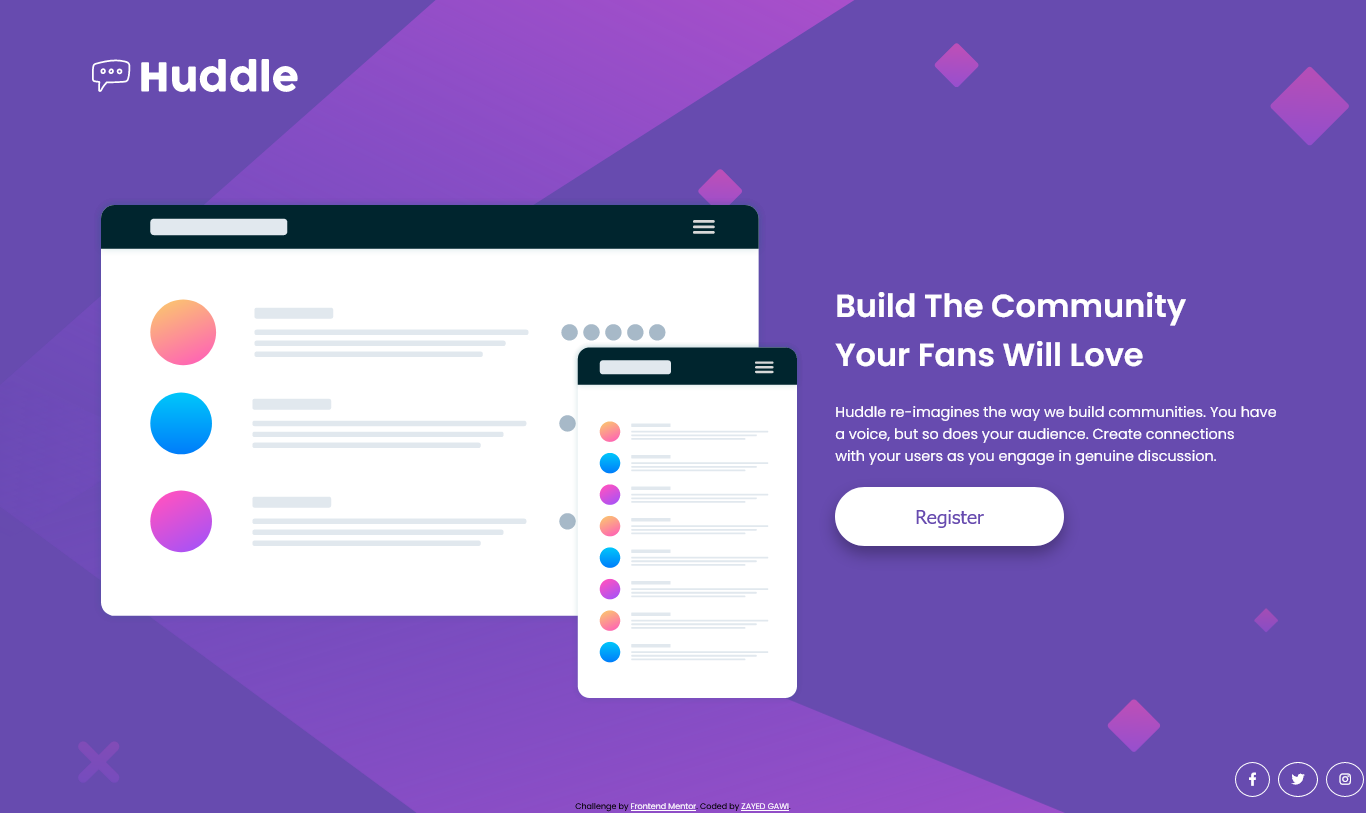 Huddle
Build The Community
Your Fans Will Love
Huddle re-imagines the way we build communities. You have
a voice, but so does your audience. Create connections
with your users as you engage in genuine discussion.
Register
Challenge by Frontend Mentor. Coded by ZAYED GAWI